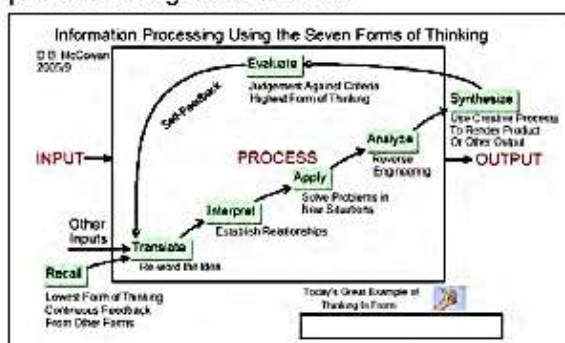 Information Processing Using the Seven Forms of Thinking
D.B. McCowan
2005/9
Evaluate
Judgement Against Criteria
Highest Form of Thinking
Self-Feedback
Synthesize
Use Creative Process
To Render Product
Or Other Output
Analyze
Reverse
Engineering
INPUT
PROCESS
OUTPUT
Apply
Solve Problems in
New Situations
Interpret
Establish Relationships
Other
Inputs
Translate
Re-word the Idea
Recall
Lowest Form of Thinking
Continuous Feedback
From Other Forms
Today's Great Example of
Thinking Is From